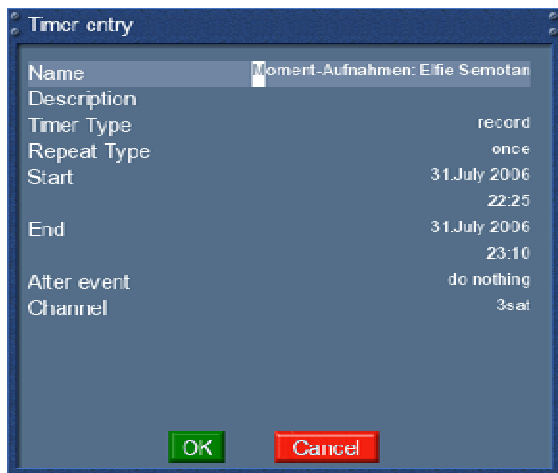 Timer entry
Name Moment-Aufnahmen: Elfie Semotan
Description
Timer Type record
Repeat Type once
Start 31.July 2006
22:25
End 31.July 2006
23:10
After event do nothing
Channel 3sat
OK Cancel